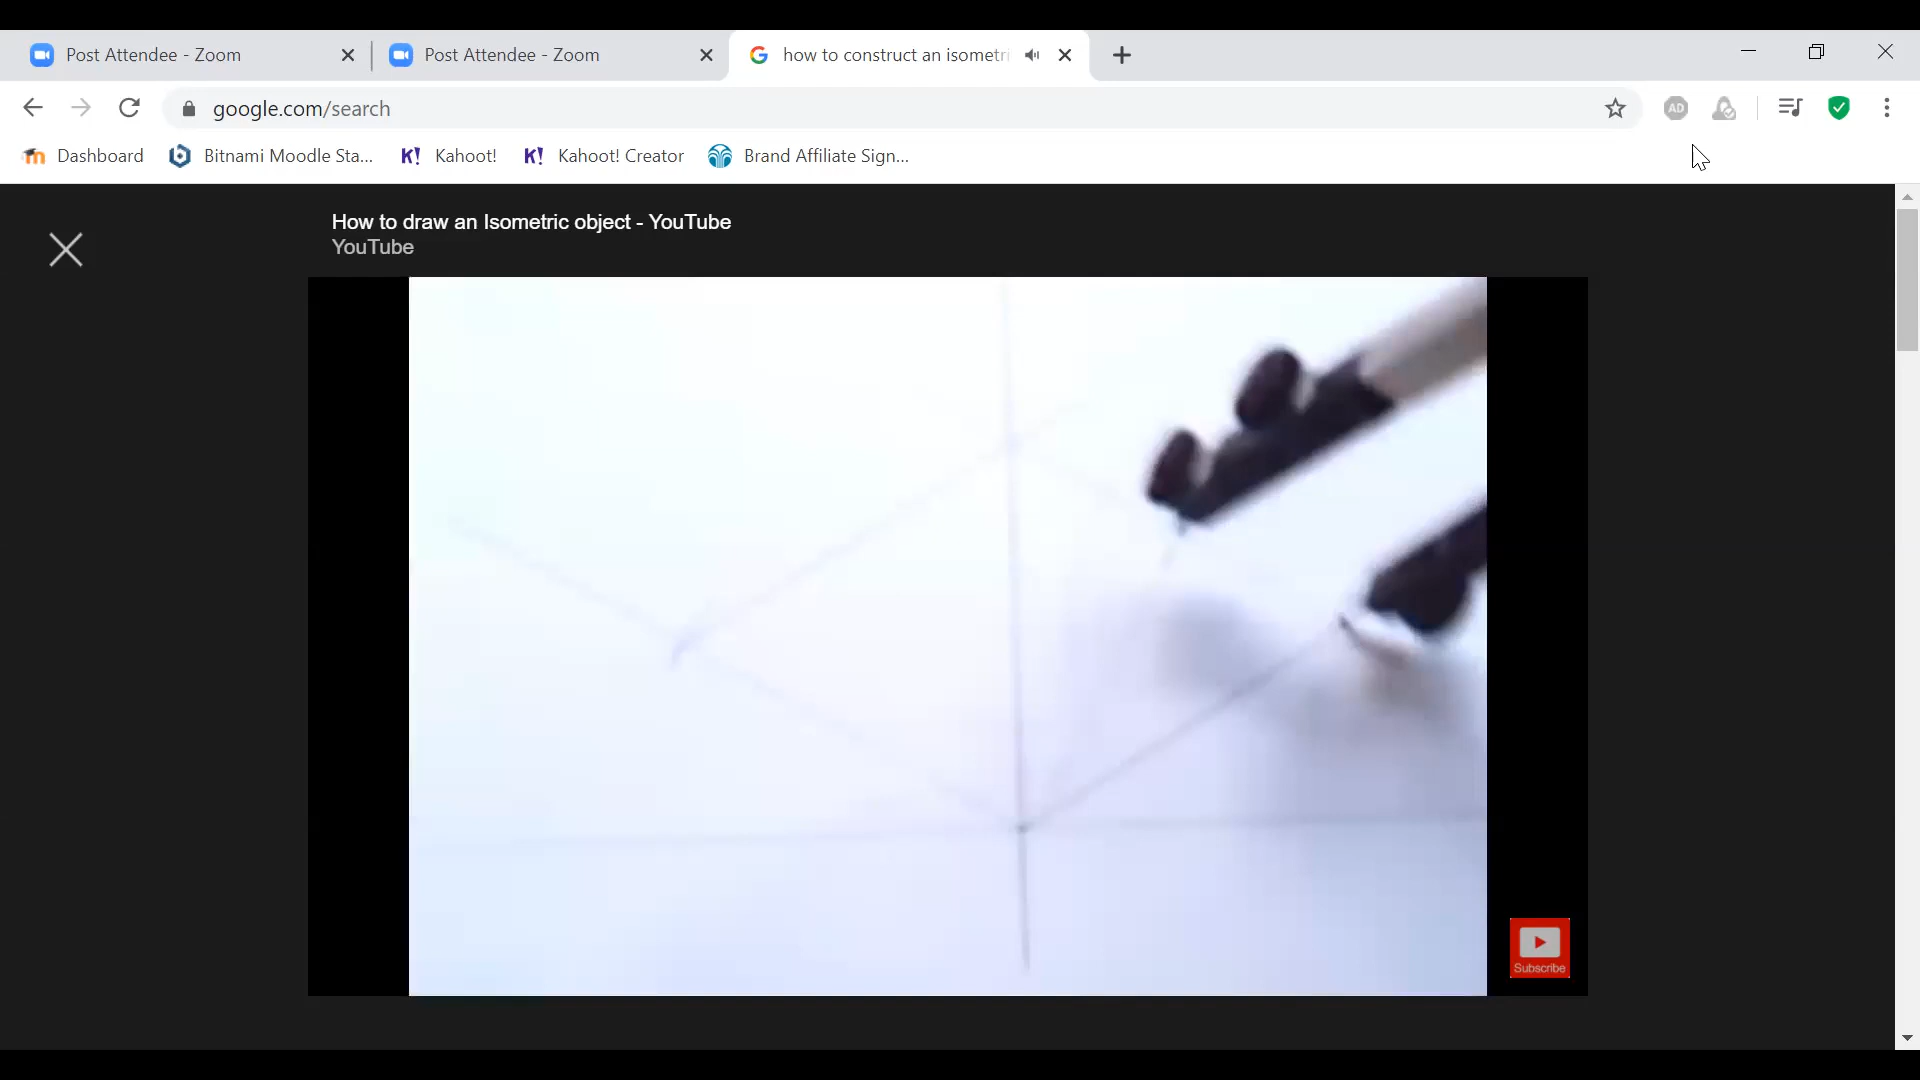 Post Attendee - Zoom
Post Attendee - Zoom
how to construct an isometri
google.com/search
AD
Dashboard
Bitnami Moodle Sta...
K! Kahoot!
K! Kahoot! Creator
Brand Affiliate Sign...
How to draw an Isometric object - YouTube
YouTube
Subscribe